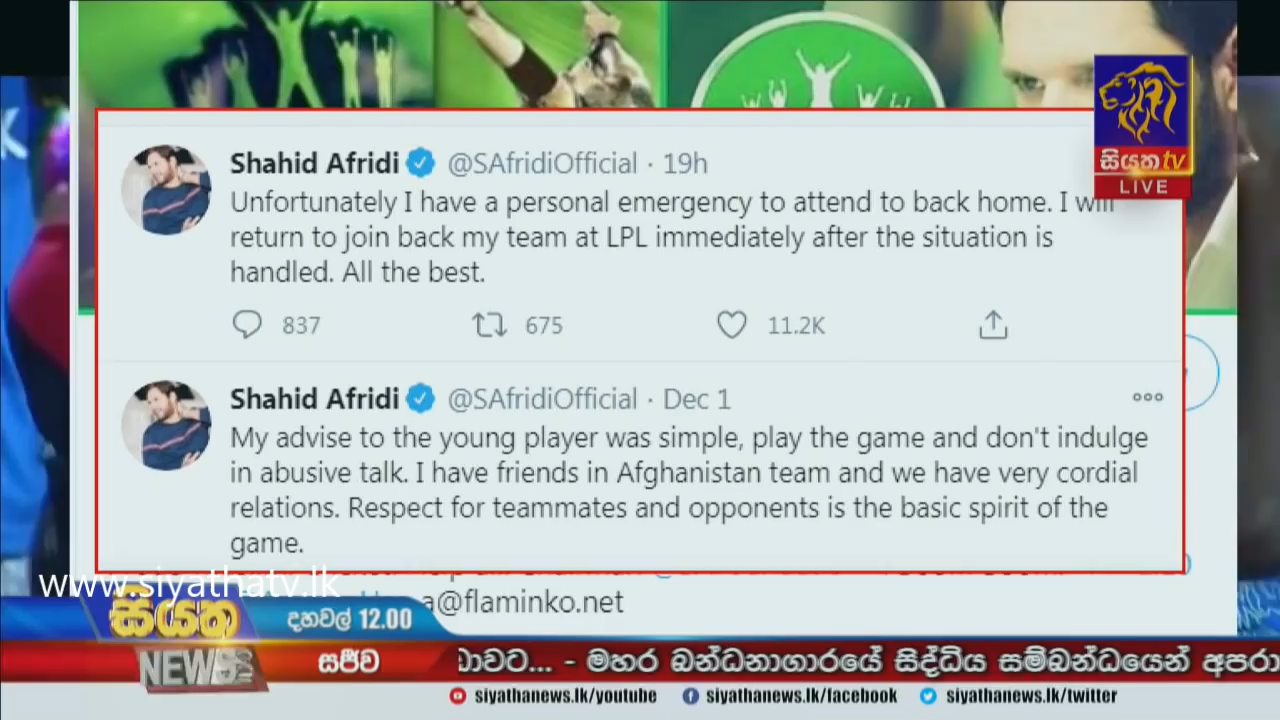 සියත tv
LIVE
Shahid Afridi @SAfridiOfficial · 19h
Unfortunately I have a personal emergency to attend to back home. I will
return to join back my team at LPL immediately after the situation is
handled. All the best.
837 675 11.2K
Shahid Afridi @SAfridiOfficial · Dec 1
My advise to the young player was simple, play the game and don't indulge
in abusive talk. I have friends in Afghanistan team and we have very cordial
relations. Respect for teammates and opponents is the basic spirit of the
game.
www.siyathatv.lk
a@flaminko.net
සියත දහවල් 12.00
NEWS සජීව
බාවට... - මහර බන්ධනාගාරයේ සිද්ධිය සම්බන්ධයෙන් අපරා
siyathanews.lk/youtube siyathanews.lk/facebook siyathanews.lk/twitter